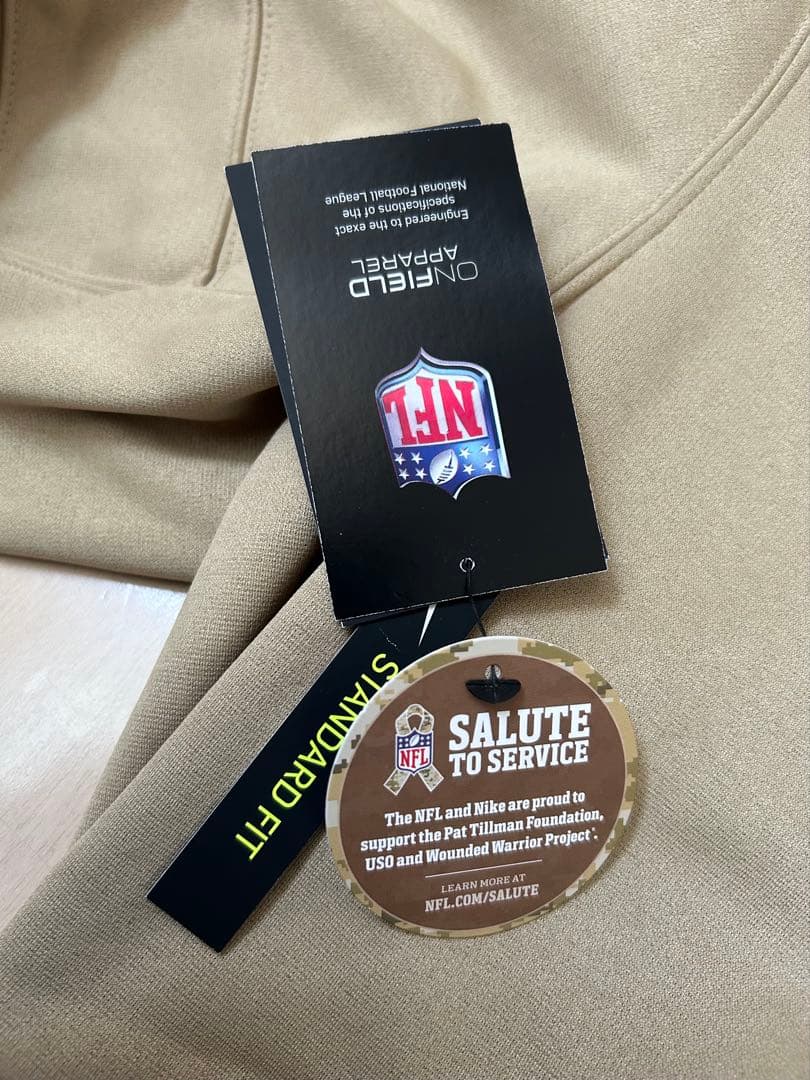 Engineered to the exact
specifications of the
National Football League
ONFIELD
APPAREL
NFL
STANDARD FIT
NFL
SALUTE
TO SERVICE
The NFL and Nike are proud to
support the Pat Tillman Foundation,
USO and Wounded Warrior Project*.
LEARN MORE AT
NFL.COM/SALUTE